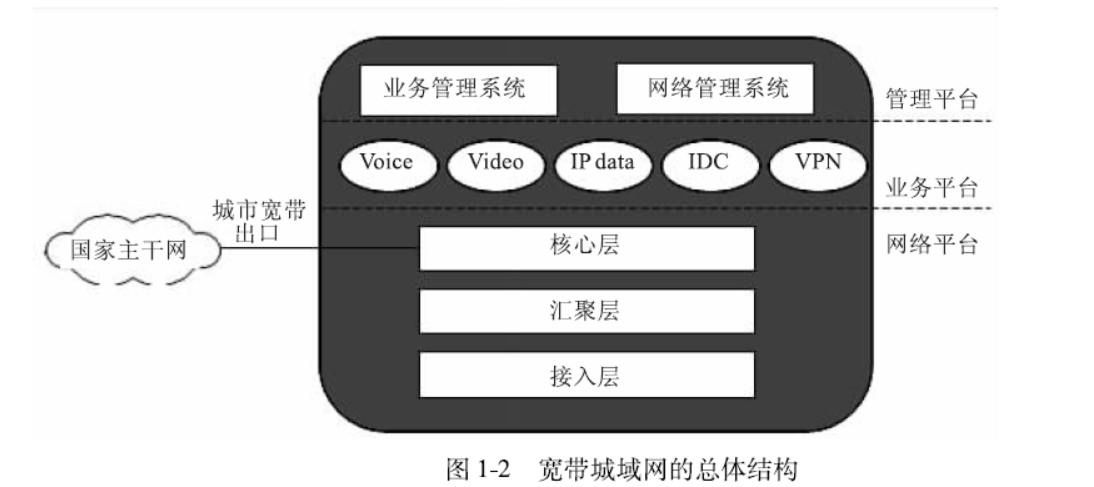 业务管理系统
网络管理系统
管理平台
Voice
Video
IP data
IDC
VPN
业务平台
城市宽带
出口
国家主干网
核心层
网络平台
汇聚层
接入层
图 1-2 宽带城域网的总体结构